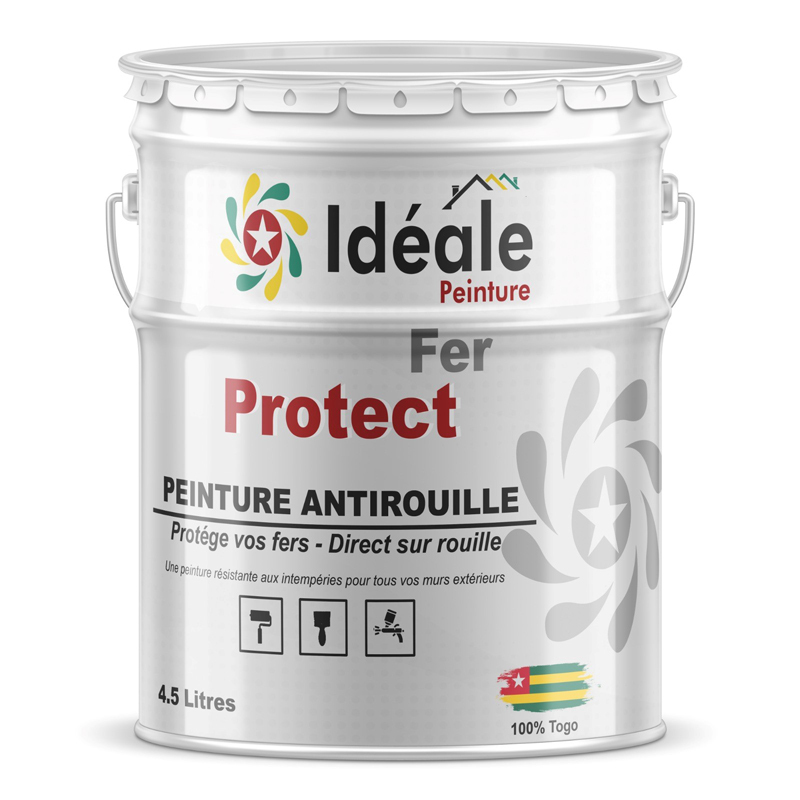 Idéale
Peinture
Fer
Protect
PEINTURE ANTIROUILLE
Protége vos fers - Direct sur rouille
Une peinture résistante aux intempéries pour tous vos murs extérieurs
4.5 Litres
100% Togo